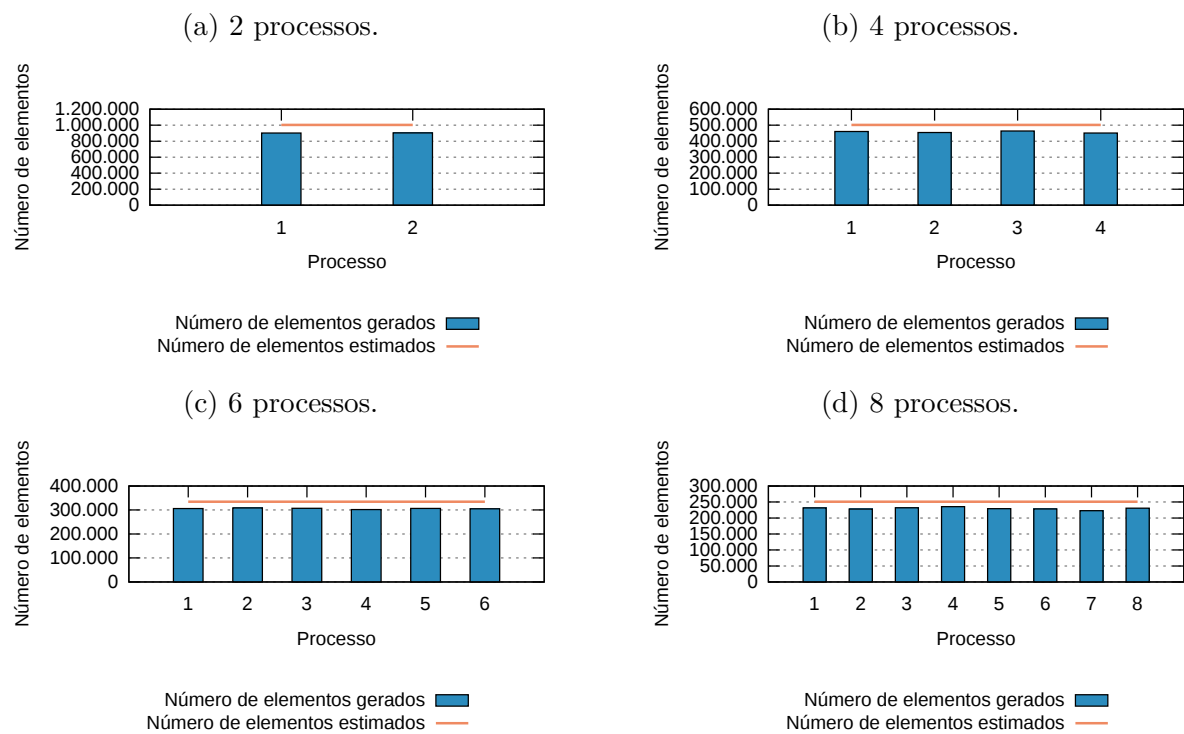 (a) 2 processos.
Número de elementos
1.200.000
1.000.000
800.000
600.000
400.000
200.000
0
1 2
Processo
Número de elementos gerados
Número de elementos estimados
(b) 4 processos.
Número de elementos
600.000
500.000
400.000
300.000
200.000
100.000
0
1 2 3 4
Processo
Número de elementos gerados
Número de elementos estimados
(c) 6 processos.
Número de elementos
400.000
300.000
200.000
100.000
0
1 2 3 4 5 6
Processo
Número de elementos gerados
Número de elementos estimados
(d) 8 processos.
Número de elementos
300.000
250.000
200.000
150.000
100.000
50.000
0
1 2 3 4 5 6 7 8
Processo
Número de elementos gerados
Número de elementos estimados